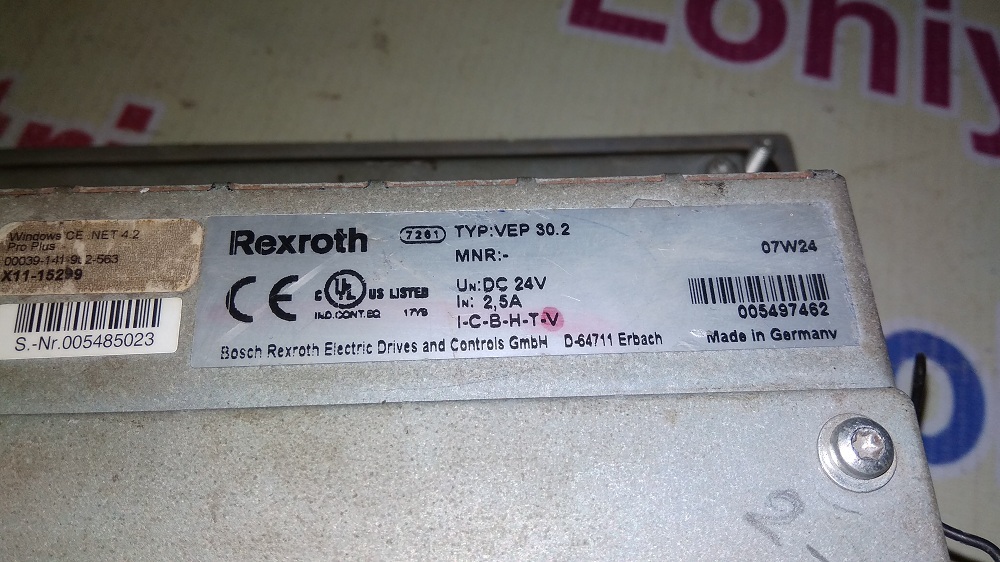 Lohiy
Windows CE .NET 4.2
Pro Plus
X11-15299
S.-Nr.005485023
Rexroth
7261 TYP:VEP 30.2
MNR:-
07W24
CE
C UL US LISTED
IND.CONT.EQ 17YB
UN: DC 24V
IN: 2,5A
I-C-B-H-T-V
005497462
Bosch Rexroth Electric Drives and Controls GmbH D-64711 Erbach
Made in Germany